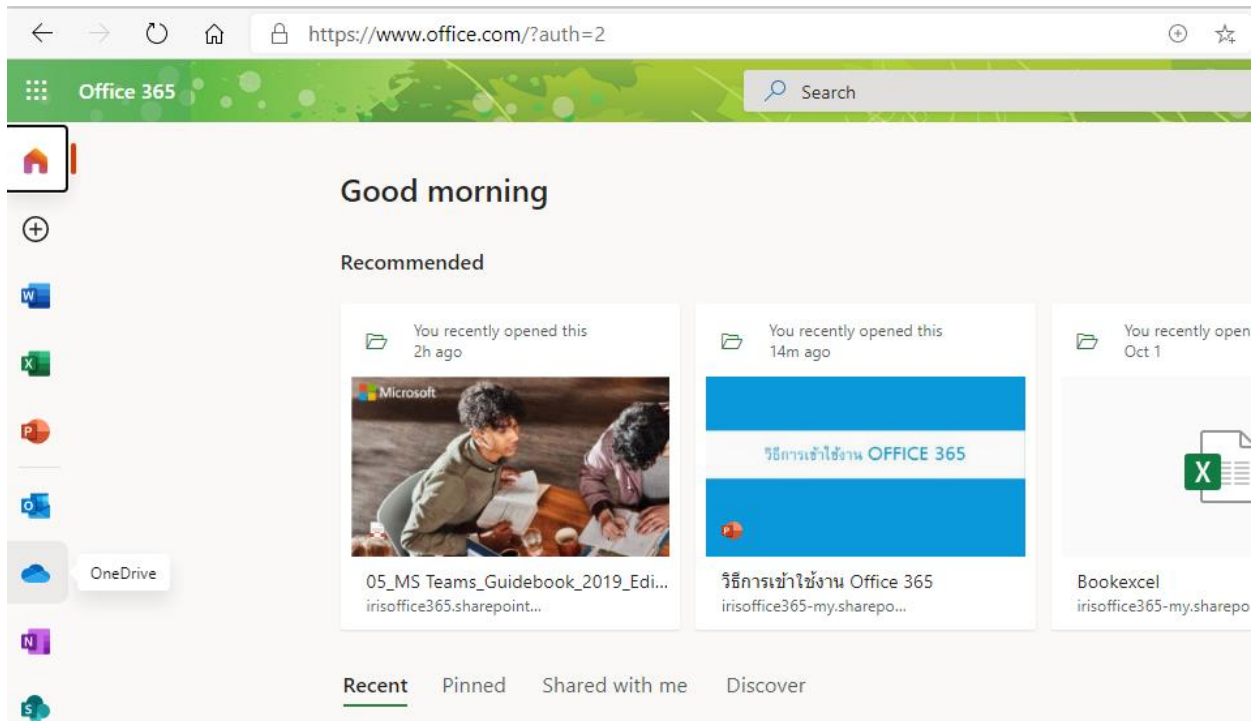 https://www.office.com/?auth=2
Office 365
Search
Good morning
Recommended
You recently opened this
2h ago
You recently opened this
14m ago
You recently open
Oct 1
Microsoft
วิธีการเข้าใช้งาน OFFICE 365
05_MS Teams_Guidebook_2019_Edi...
irisoffice365.sharepoint...
วิธีการเข้าใช้งาน Office 365
irisoffice365-my.sharepo...
Bookexcel
irisoffice365-my.sharepo
OneDrive
Recent
Pinned
Shared with me
Discover